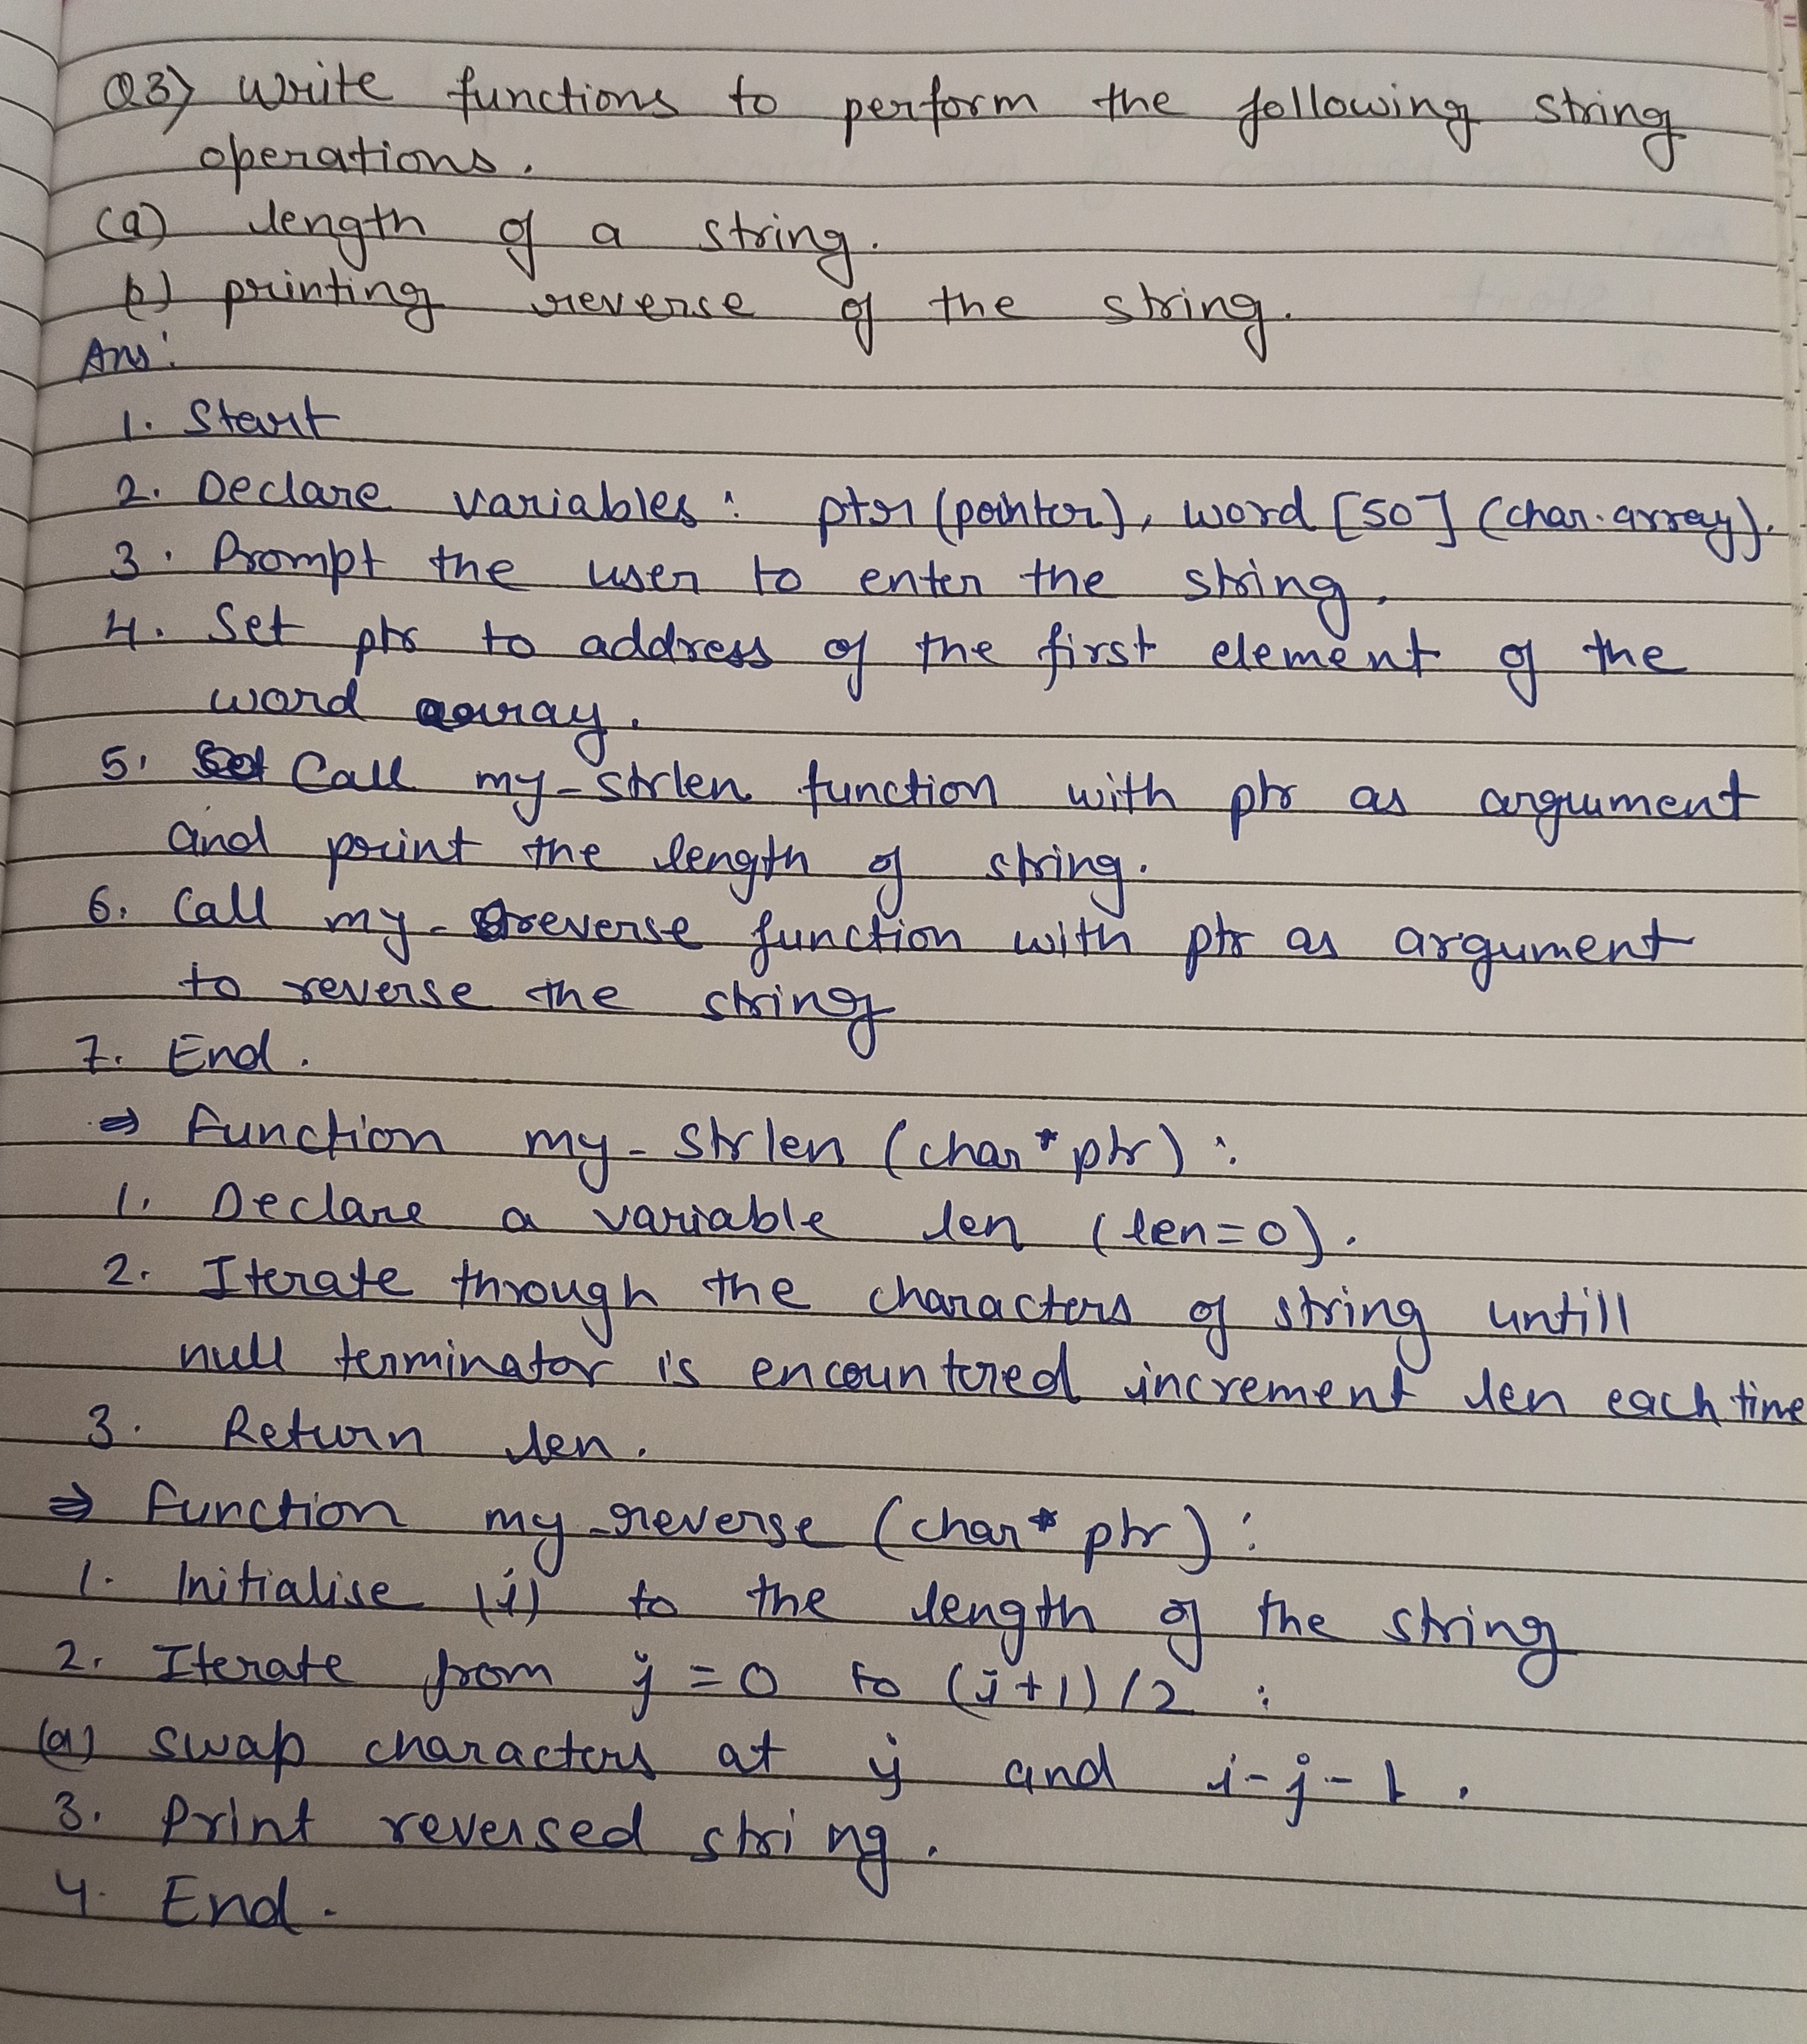 Q3) Write functions to perform the following string
operations.
(a) length of a string.
b) printing reverse of the string.
Ans:
1. Start
2. Declare variables: ptr (pointer), word [50] (char.array).
3. Prompt the user to enter the string.
4. Set ptr to address of the first element of the
word array.
5. Call my-strlen function with ptr as argument
and print the length of string.
6. Call my-reverse function with ptr as argument
to reverse the string
7. End.
⇒ Function my-strlen (char* ptr):
1. Declare a variable len (len=0).
2. Iterate through the characters of string untill
null terminator is encountered increment len each time
3. Return len.
⇒ Function my-reverse (char* ptr):
1. Initialise (i) to the length of the string
2. Iterate from j = 0 to (i+1)/2 :
(a) swap characters at j and i-j-1.
3. Print reversed string.
4. End.